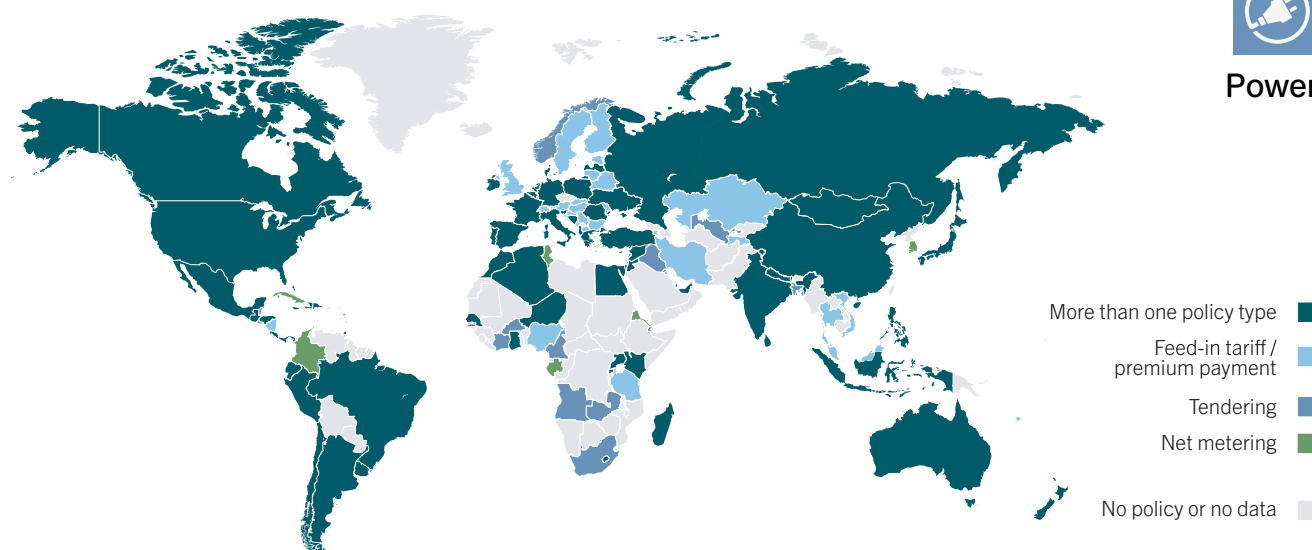 Power
More than one policy type
Feed-in tariff /
premium payment
Tendering
Net metering
No policy or no data